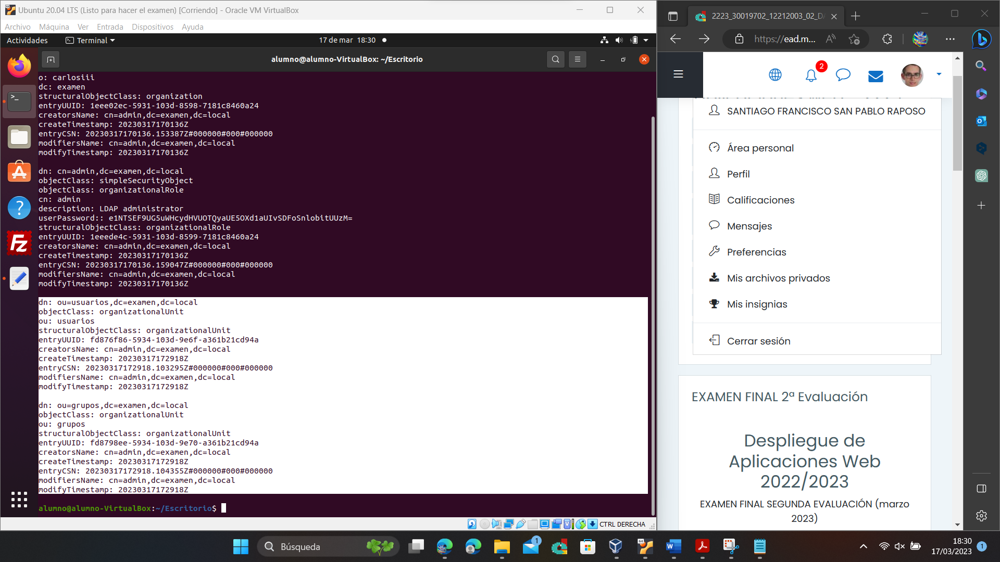 Ubuntu 20.04 LTS (Listo para hacer el examen) [Corriendo] - Oracle VM VirtualBox
Archivo Máquina Ver Entrada Dispositivos Ayuda
Actividades Terminal 17 de mar 18:30
alumno@alumno-VirtualBox: ~/Escritorio
o: carlosiii
dc: examen
structuralObjectClass: organization
entryUUID: 1eee02ec-5931-103d-8598-7181c8460a24
creatorsName: cn=admin,dc=examen,dc=local
createTimestamp: 20230317170136Z
entryCSN: 20230317170136.153387Z#000000#000#000000
modifiersName: cn=admin,dc=examen,dc=local
modifyTimestamp: 20230317170136Z
dn: cn=admin,dc=examen,dc=local
objectClass: simpleSecurityObject
objectClass: organizationalRole
cn: admin
description: LDAP administrator
userPassword:: e1NTSEF9UG5uWHcydHVUOTQyaUE5OXd1aUIvSDFoSnlobitUUzM=
structuralObjectClass: organizationalRole
entryUUID: 1eeede4c-5931-103d-8599-7181c8460a24
creatorsName: cn=admin,dc=examen,dc=local
createTimestamp: 20230317170136Z
entryCSN: 20230317170136.159047Z#000000#000#000000
modifiersName: cn=admin,dc=examen,dc=local
modifyTimestamp: 20230317170136Z
dn: ou=usuarios,dc=examen,dc=local
objectClass: organizationalUnit
ou: usuarios
structuralObjectClass: organizationalUnit
entryUUID: fd876f86-5934-103d-9e6f-a361b21cd94a
creatorsName: cn=admin,dc=examen,dc=local
createTimestamp: 20230317172918Z
entryCSN: 20230317172918.103295Z#000000#000#000000
modifiersName: cn=admin,dc=examen,dc=local
modifyTimestamp: 20230317172918Z
dn: ou=grupos,dc=examen,dc=local
objectClass: organizationalUnit
ou: grupos
structuralObjectClass: organizationalUnit
entryUUID: fd8798ee-5934-103d-9e70-a361b21cd94a
creatorsName: cn=admin,dc=examen,dc=local
createTimestamp: 20230317172918Z
entryCSN: 20230317172918.104355Z#000000#000#000000
modifiersName: cn=admin,dc=examen,dc=local
modifyTimestamp: 20230317172918Z
alumno@alumno-VirtualBox:~/Escritorio$
CTRL DERECHA
2223_30019702_12212003_02_DA
https://ead.m...
2
SANTIAGO FRANCISCO SAN PABLO RAPOSO
Área personal
Perfil
Calificaciones
Mensajes
Preferencias
Mis archivos privados
Mis insignias
Cerrar sesión
EXAMEN FINAL 2ª Evaluación
Despliegue de
Aplicaciones Web
2022/2023
EXAMEN FINAL SEGUNDA EVALUACIÓN (marzo
2023)
Búsqueda
1
18:30
17/03/2023
1